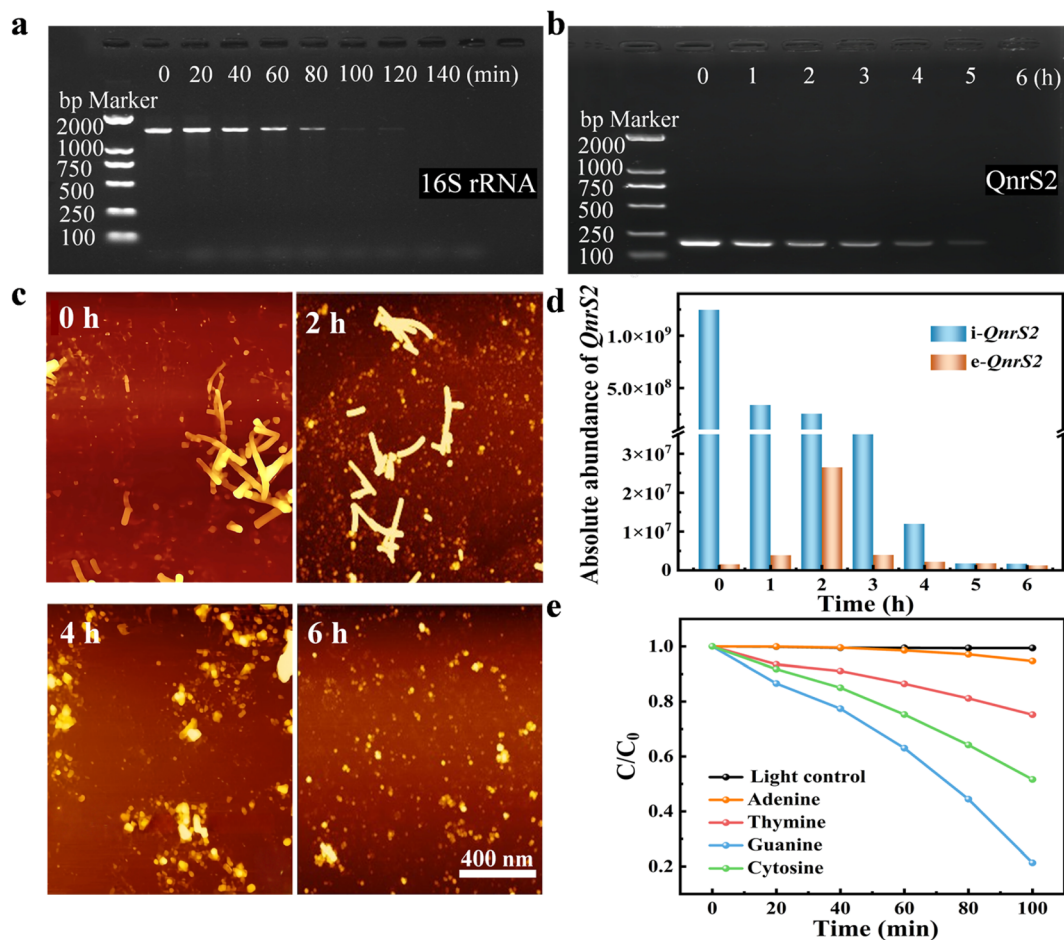 a
0 20 40 60 80 100 120 140 (min)
bp Marker
2000
1000
750
500
250
100
16S rRNA
b
0 1 2 3 4 5 6 (h)
bp Marker
2000
1000
750
500
250
100
QnrS2
c
0 h
2 h
4 h
6 h
400 nm
d
Absolute abundance of QnrS2
1.0×10⁹
5.0×10⁸
3×10⁷
2×10⁷
1×10⁷
0
i-QnrS2
e-QnrS2
0 1 2 3 4 5 6
Time (h)
e
C/C₀
1.0
0.8
0.6
0.4
0.2
Light control
Adenine
Thymine
Guanine
Cytosine
0 20 40 60 80 100
Time (min)